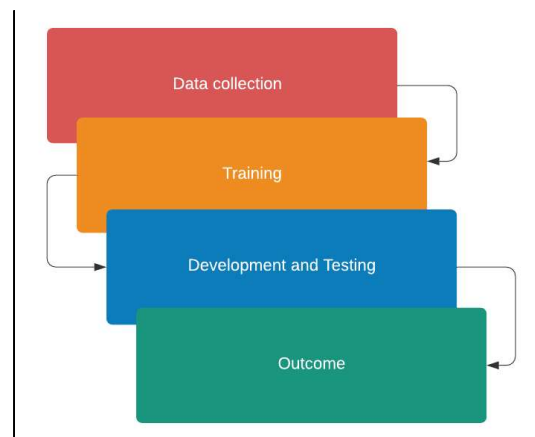 Data collection
Training
Development and Testing
Outcome